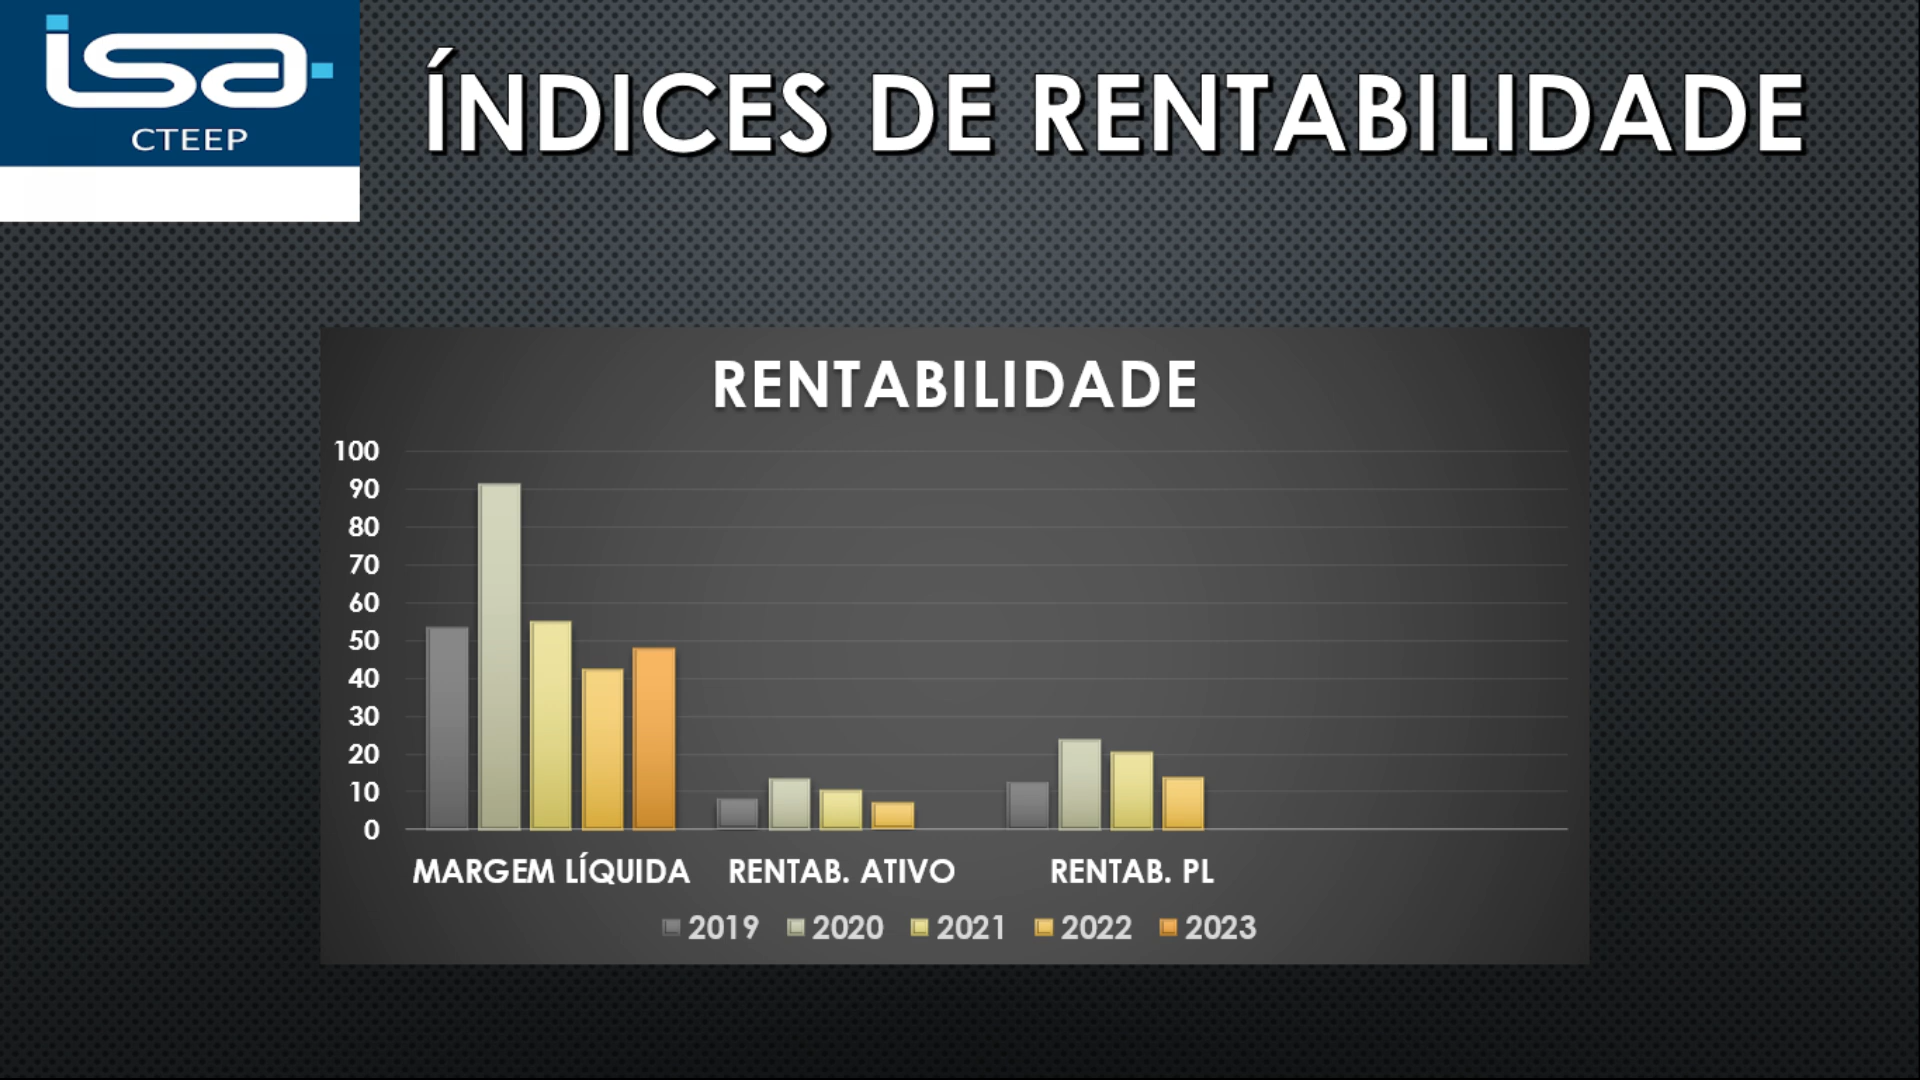 isa
CTEEP
ÍNDICES DE RENTABILIDADE
RENTABILIDADE
100
90
80
70
60
50
40
30
20
10
0
MARGEM LÍQUIDA RENTAB. ATIVO RENTAB. PL
2019 2020 2021 2022 2023